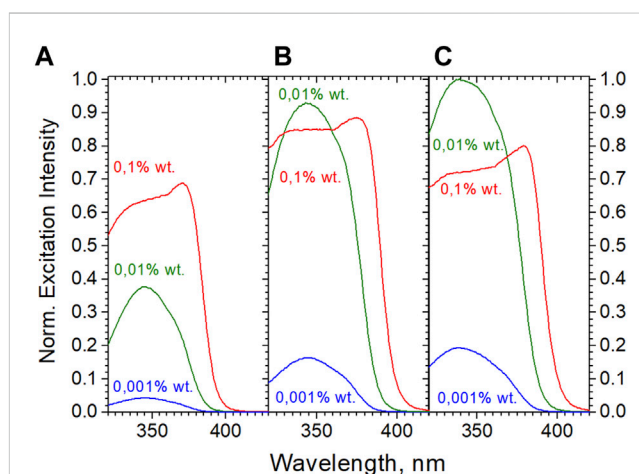 A
B
C
1.0
0.9
0.8
0.7
0.6
0.5
0.4
0.3
0.2
0.1
0.0
Norm. Excitation Intensity
0,1% wt.
0,01% wt.
0,001% wt.
0,01% wt.
0,1% wt.
0,001% wt.
0,01% wt.
0,1% wt.
0,001% wt.
1.0
0.9
0.8
0.7
0.6
0.5
0.4
0.3
0.2
0.1
0.0
350 400 350 400 350 400
Wavelength, nm